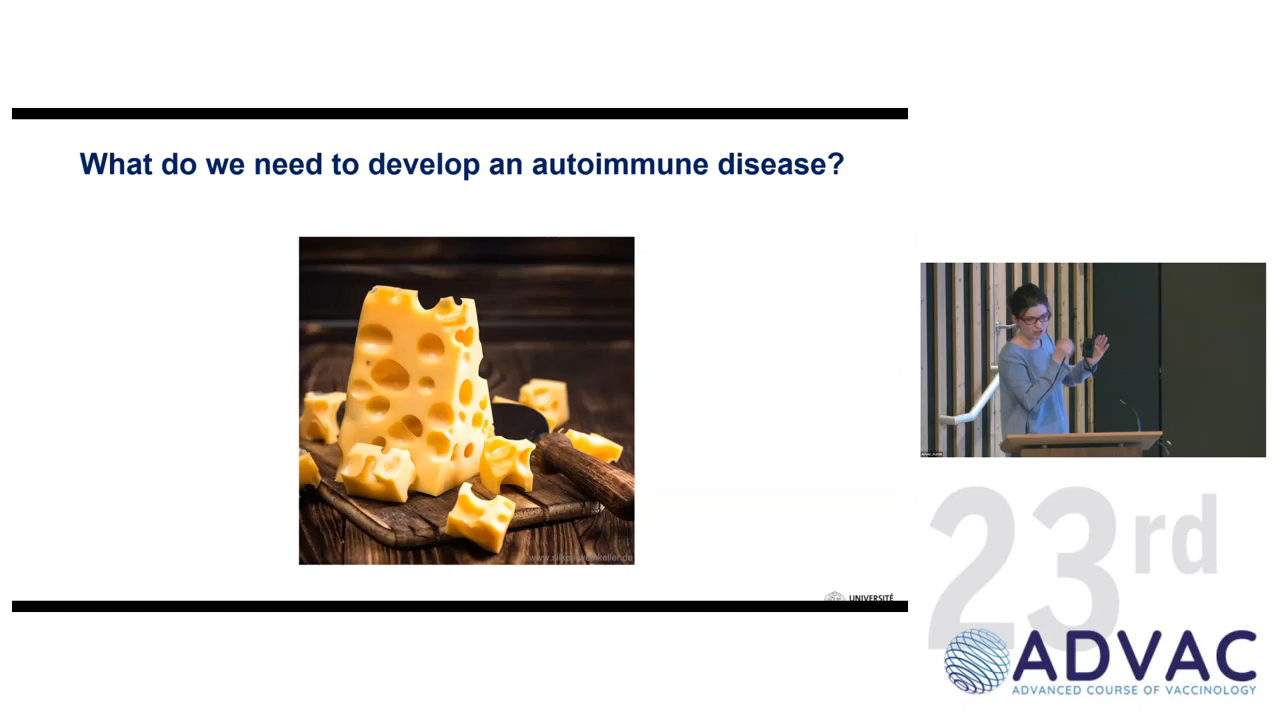 What do we need to develop an autoimmune disease?
UNIVERSITÉ
23rd
ADVAC
ADVANCED COURSE OF VACCINOLOGY